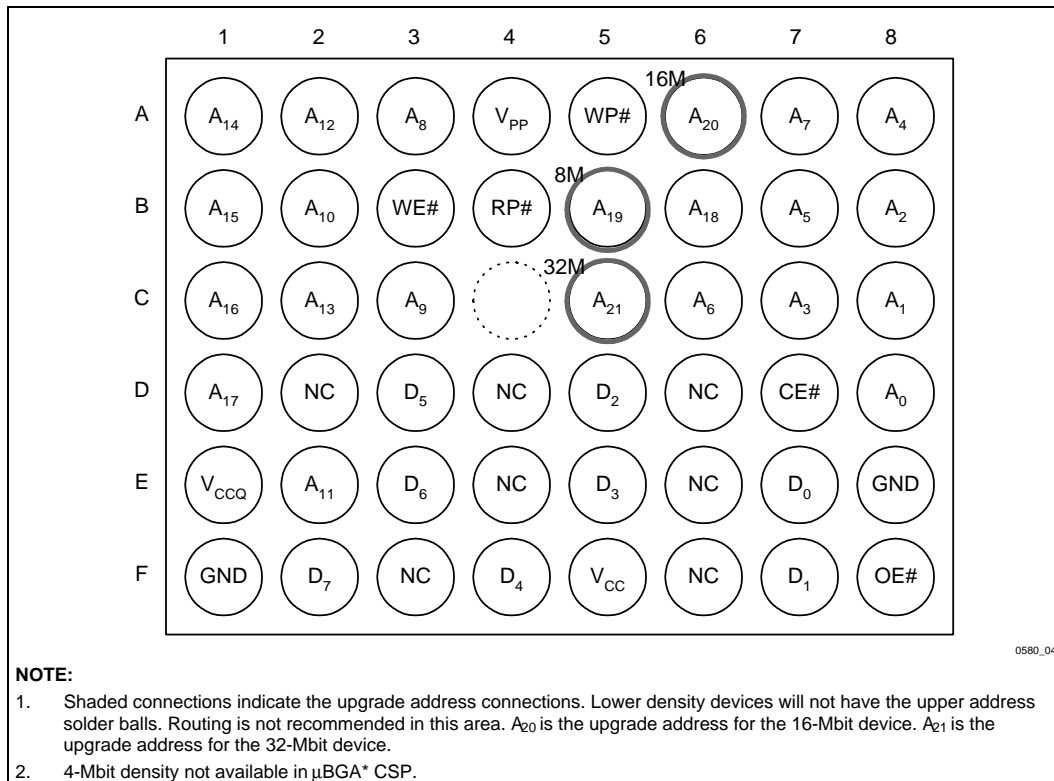 1 2 3 4 5 6 7 8
16M
A A₁₄ A₁₂ A₈ V_PP WP# A₂₀ A₇ A₄
8M
B A₁₅ A₁₀ WE# RP# A₁₉ A₁₈ A₅ A₂
32M
C A₁₆ A₁₃ A₉ A₂₁ A₆ A₃ A₁
D A₁₇ NC D₅ NC D₂ NC CE# A₀
E V_CCQ A₁₁ D₆ NC D₃ NC D₀ GND
F GND D₇ NC D₄ V_CC NC D₁ OE#
0580_04
NOTE:
1. Shaded connections indicate the upgrade address connections. Lower density devices will not have the upper address
solder balls. Routing is not recommended in this area. A₂₀ is the upgrade address for the 16-Mbit device. A₂₁ is the
upgrade address for the 32-Mbit device.
2. 4-Mbit density not available in µBGA* CSP.